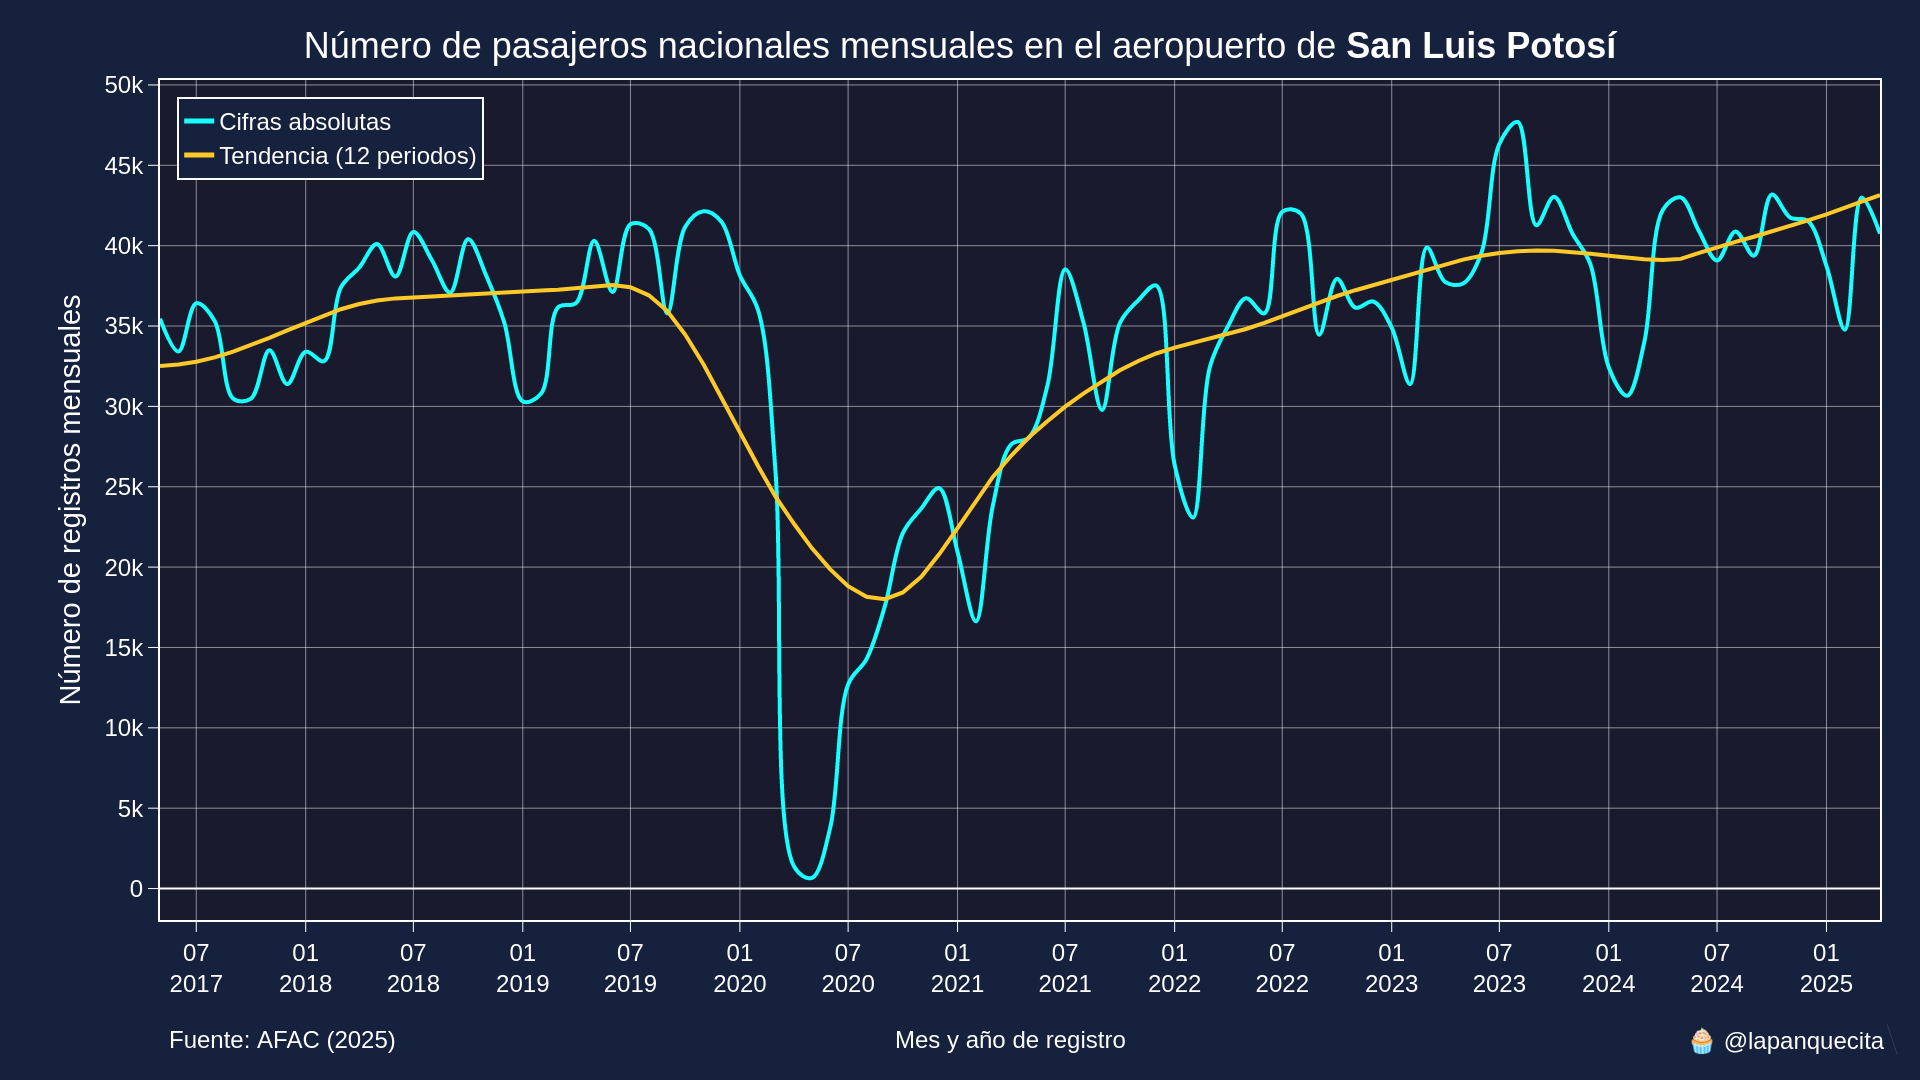 Número de pasajeros nacionales mensuales en el aeropuerto de San Luis Potosí
Cifras absolutas
Tendencia (12 periodos)
Número de registros mensuales
50k
45k
40k
35k
30k
25k
20k
15k
10k
5k
0
07 01 07 01 07 01 07 01 07 01 07 01 07 01 07 01
2017 2018 2018 2019 2019 2020 2020 2021 2021 2022 2022 2023 2023 2024 2024 2025
Fuente: AFAC (2025)
Mes y año de registro
🧁 @lapanquecita